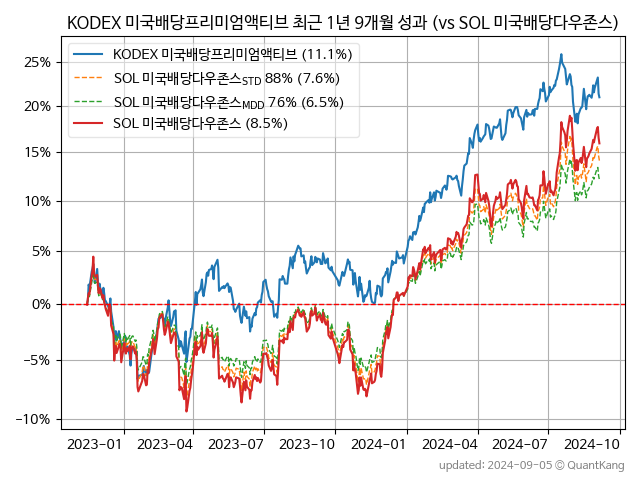 KODEX 미국배당프리미엄액티브 최근 1년 9개월 성과 (vs SOL 미국배당다우존스)
KODEX 미국배당프리미엄액티브 (11.1%)
SOL 미국배당다우존스STD 88% (7.6%)
SOL 미국배당다우존스MDD 76% (6.5%)
SOL 미국배당다우존스 (8.5%)
25%
20%
15%
10%
5%
0%
−5%
−10%
2023−01 2023−04 2023−07 2023−10 2024−01 2024−04 2024−07 2024−10
updated: 2024-09-05 © QuantKang